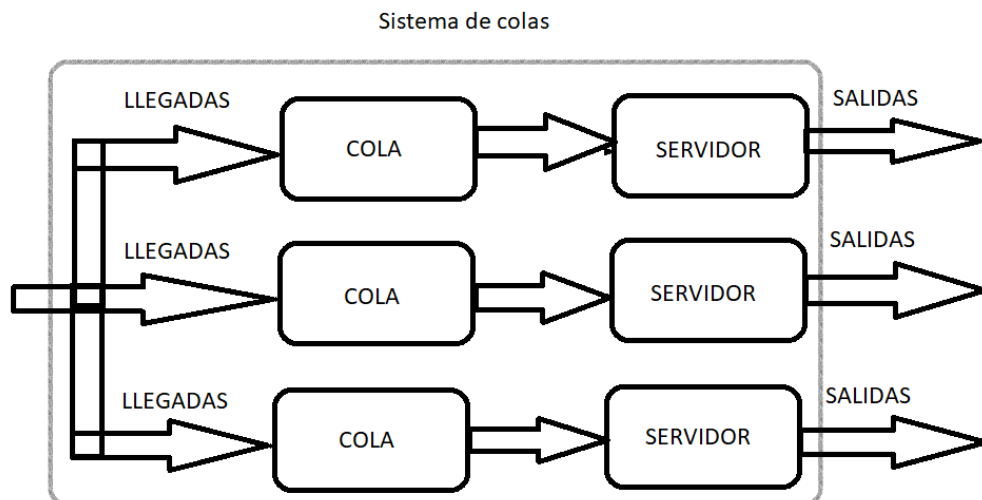 Sistema de colas
LLEGADAS
COLA
SERVIDOR
SALIDAS
LLEGADAS
COLA
SERVIDOR
SALIDAS
LLEGADAS
COLA
SERVIDOR
SALIDAS